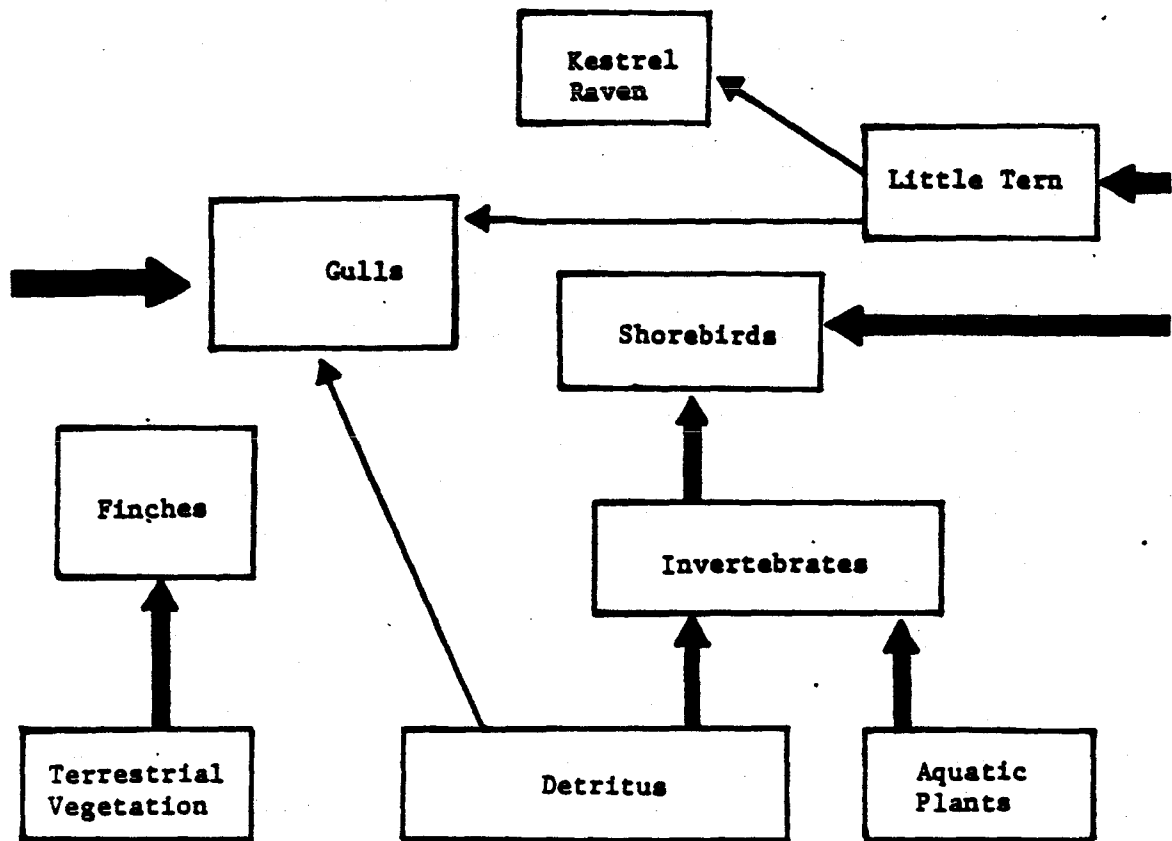 Kestrel
Raven
Little Tern
Gulls
Shorebirds
Finches
Invertebrates
Terrestrial
Vegetation
Detritus
Aquatic
Plants